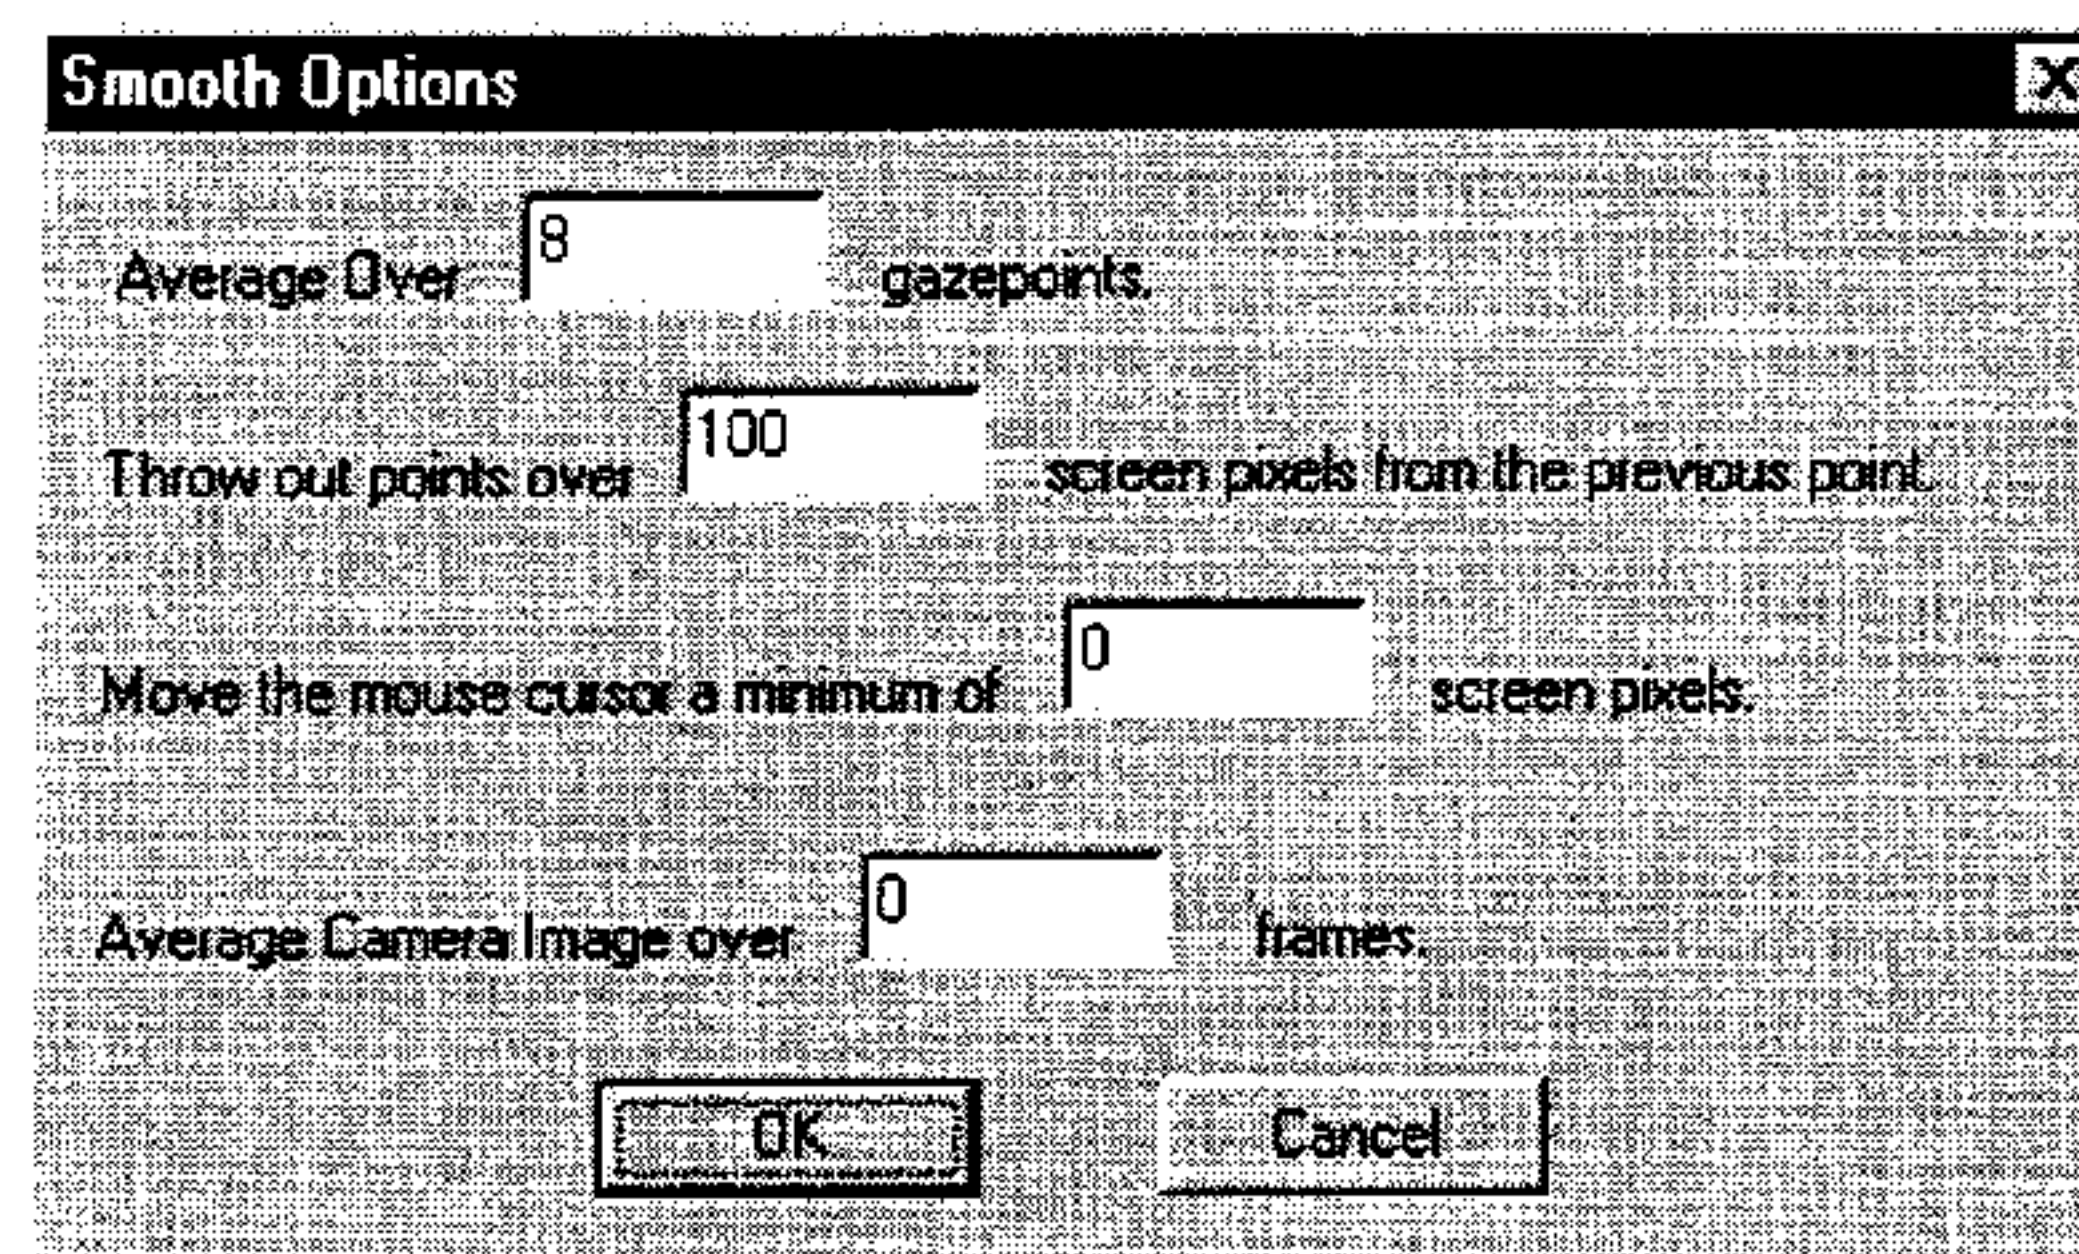 Smooth Options X
Average Over 8 gazepoints.
Throw out points over 100 screen pixels from the previous point.
Move the mouse cursor a minimum of 0 screen pixels.
Average Camera Image over 0 frames.
OK Cancel